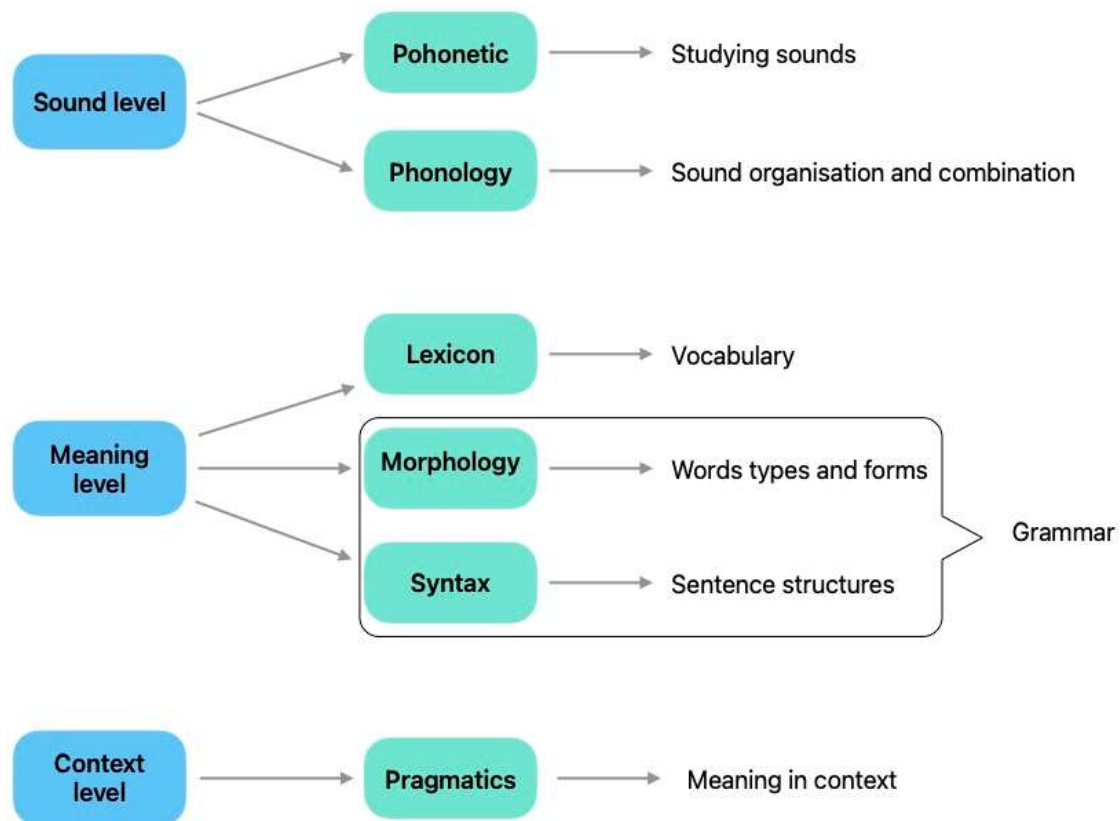 Sound level
Pohonetic
Studying sounds
Phonology
Sound organisation and combination
Meaning
level
Lexicon
Vocabulary
Morphology
Words types and forms
Syntax
Sentence structures
Grammar
Context
level
Pragmatics
Meaning in context